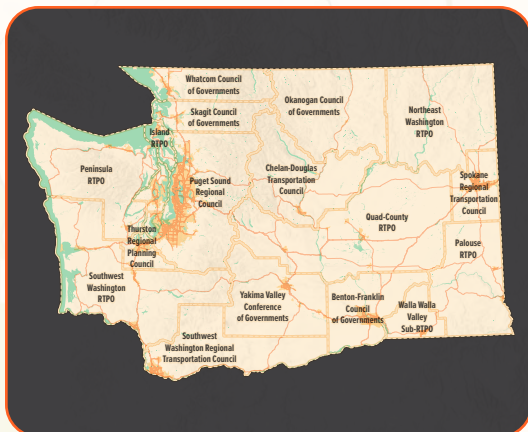 Whatcom Council
of Governments
Skagit Council
of Governments
Okanogan Council
of Governments
Northeast
Washington
RTPO
Island
RTPO
Peninsula
RTPO
Puget Sound
Regional
Council
Chelan-Douglas
Transportation
Council
Spokane
Regional
Transportation
Council
Quad-County
RTPO
Thurston
Regional
Planning
Council
Palouse
RTPO
Southwest
Washington
RTPO
Yakima Valley
Conference
of Governments
Benton-Franklin
Council
of Governments
Walla Walla
Valley
Sub-RTPO
Southwest
Washington Regional
Transportation Council